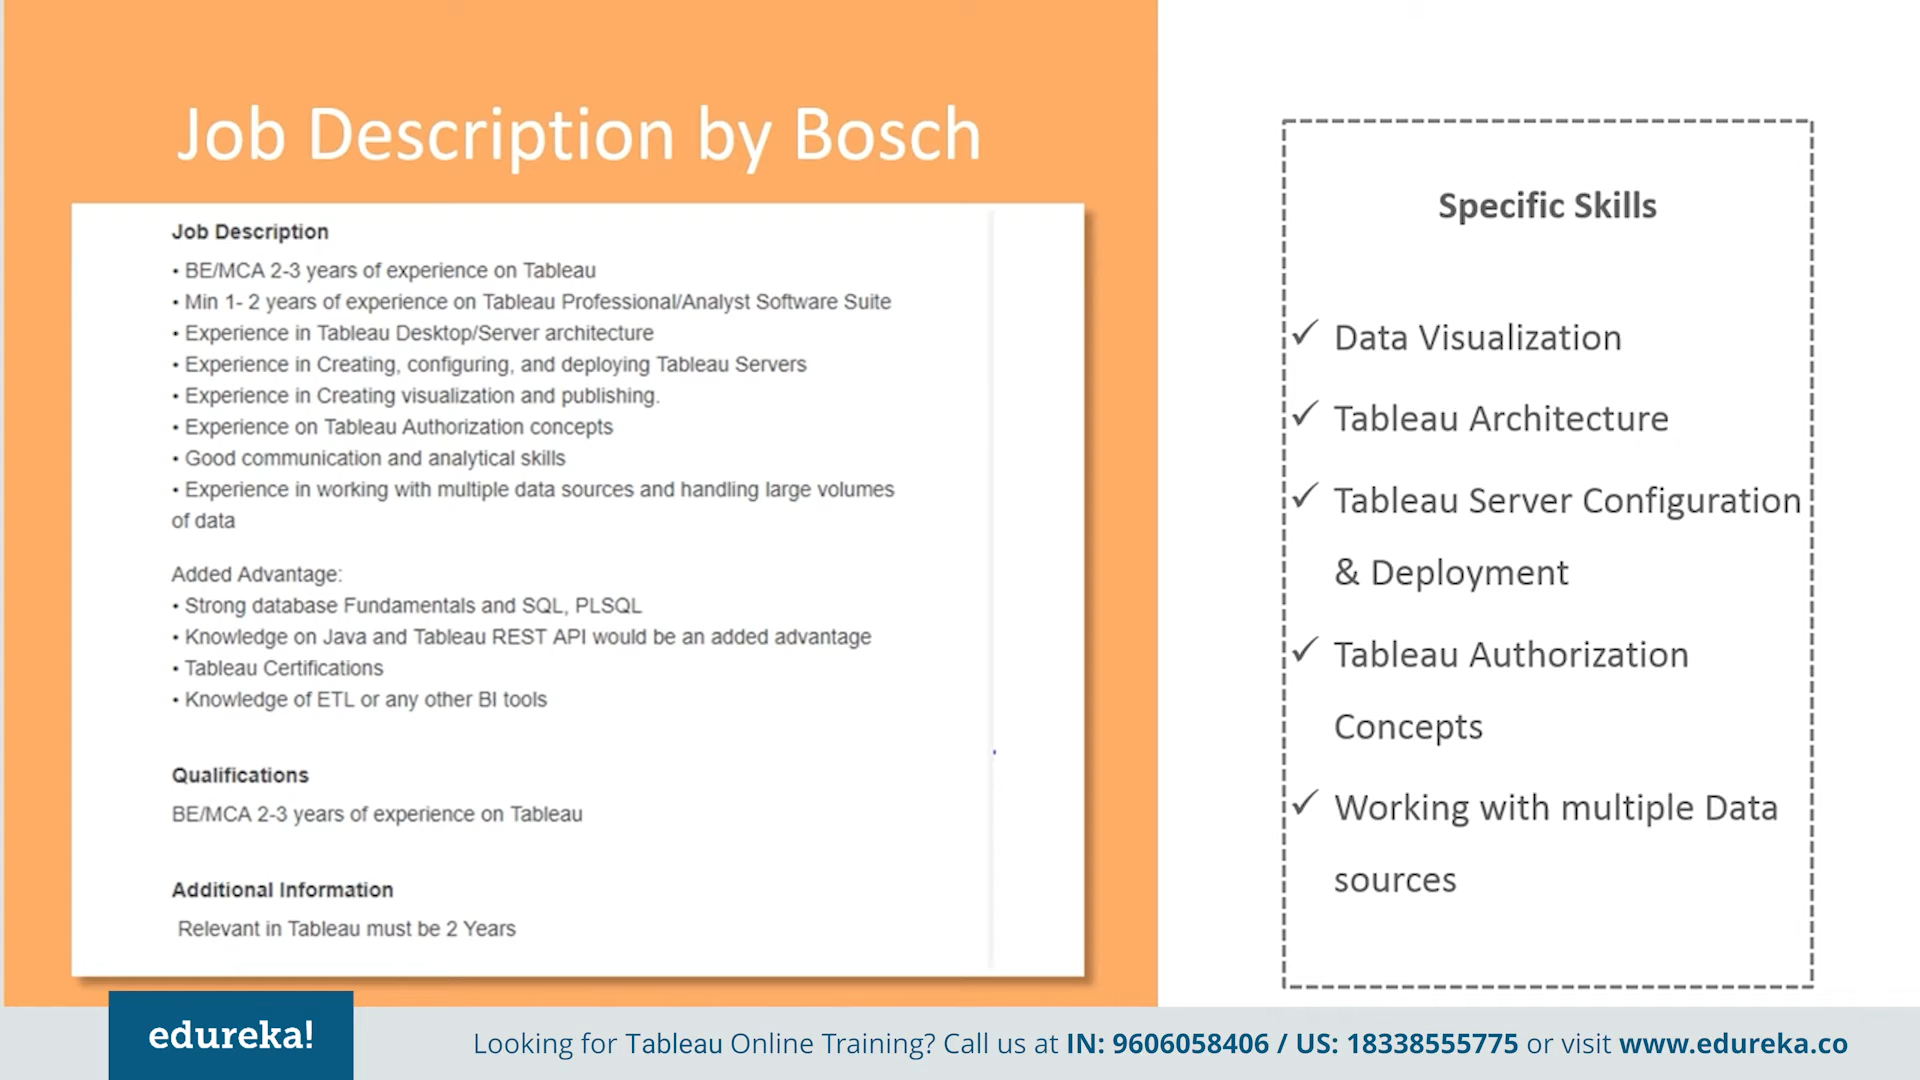 Job Description by Bosch
Job Description
• BE/MCA 2-3 years of experience on Tableau
• Min 1- 2 years of experience on Tableau Professional/Analyst Software Suite
• Experience in Tableau Desktop/Server architecture
• Experience in Creating, configuring, and deploying Tableau Servers
• Experience in Creating visualization and publishing.
• Experience on Tableau Authorization concepts
• Good communication and analytical skills
• Experience in working with multiple data sources and handling large volumes
of data
Added Advantage:
• Strong database Fundamentals and SQL, PLSQL
• Knowledge on Java and Tableau REST API would be an added advantage
• Tableau Certifications
• Knowledge of ETL or any other BI tools
Qualifications
BE/MCA 2-3 years of experience on Tableau
Additional Information
Relevant in Tableau must be 2 Years
Specific Skills
✓ Data Visualization
✓ Tableau Architecture
✓ Tableau Server Configuration
& Deployment
✓ Tableau Authorization
Concepts
✓ Working with multiple Data
sources
edureka!
Looking for Tableau Online Training? Call us at IN: 9606058406 / US: 18338555775 or visit www.edureka.co